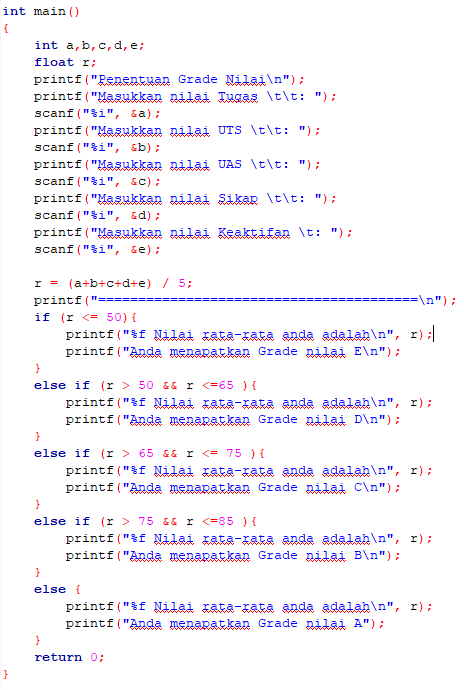 int main()
{
int a,b,c,d,e;
float r;
printf("Penentuan Grade Nilai\n");
printf("Masukkan nilai Tugas \t\t: ");
scanf("%i", &a);
printf("Masukkan nilai UTS \t\t: ");
scanf("%i", &b);
printf("Masukkan nilai UAS \t\t: ");
scanf("%i", &c);
printf("Masukkan nilai Sikap \t\t: ");
scanf("%i", &d);
printf("Masukkan nilai Keaktifan \t: ");
scanf("%i", &e);
r = (a+b+c+d+e) / 5;
printf("========================================\n");
if (r <= 50){
printf("%f Nilai rata-rata anda adalah\n", r);
printf("Anda menapatkan Grade nilai E\n");
}
else if (r > 50 && r <=65 ){
printf("%f Nilai rata-rata anda adalah\n", r);
printf("Anda menapatkan Grade nilai D\n");
}
else if (r > 65 && r <= 75 ){
printf("%f Nilai rata-rata anda adalah\n", r);
printf("Anda menapatkan Grade nilai C\n");
}
else if (r > 75 && r <=85 ){
printf("%f Nilai rata-rata anda adalah\n", r);
printf("Anda menapatkan Grade nilai B\n");
}
else {
printf("%f Nilai rata-rata anda adalah\n", r);
printf("Anda menapatkan Grade nilai A");
}
return 0;
}